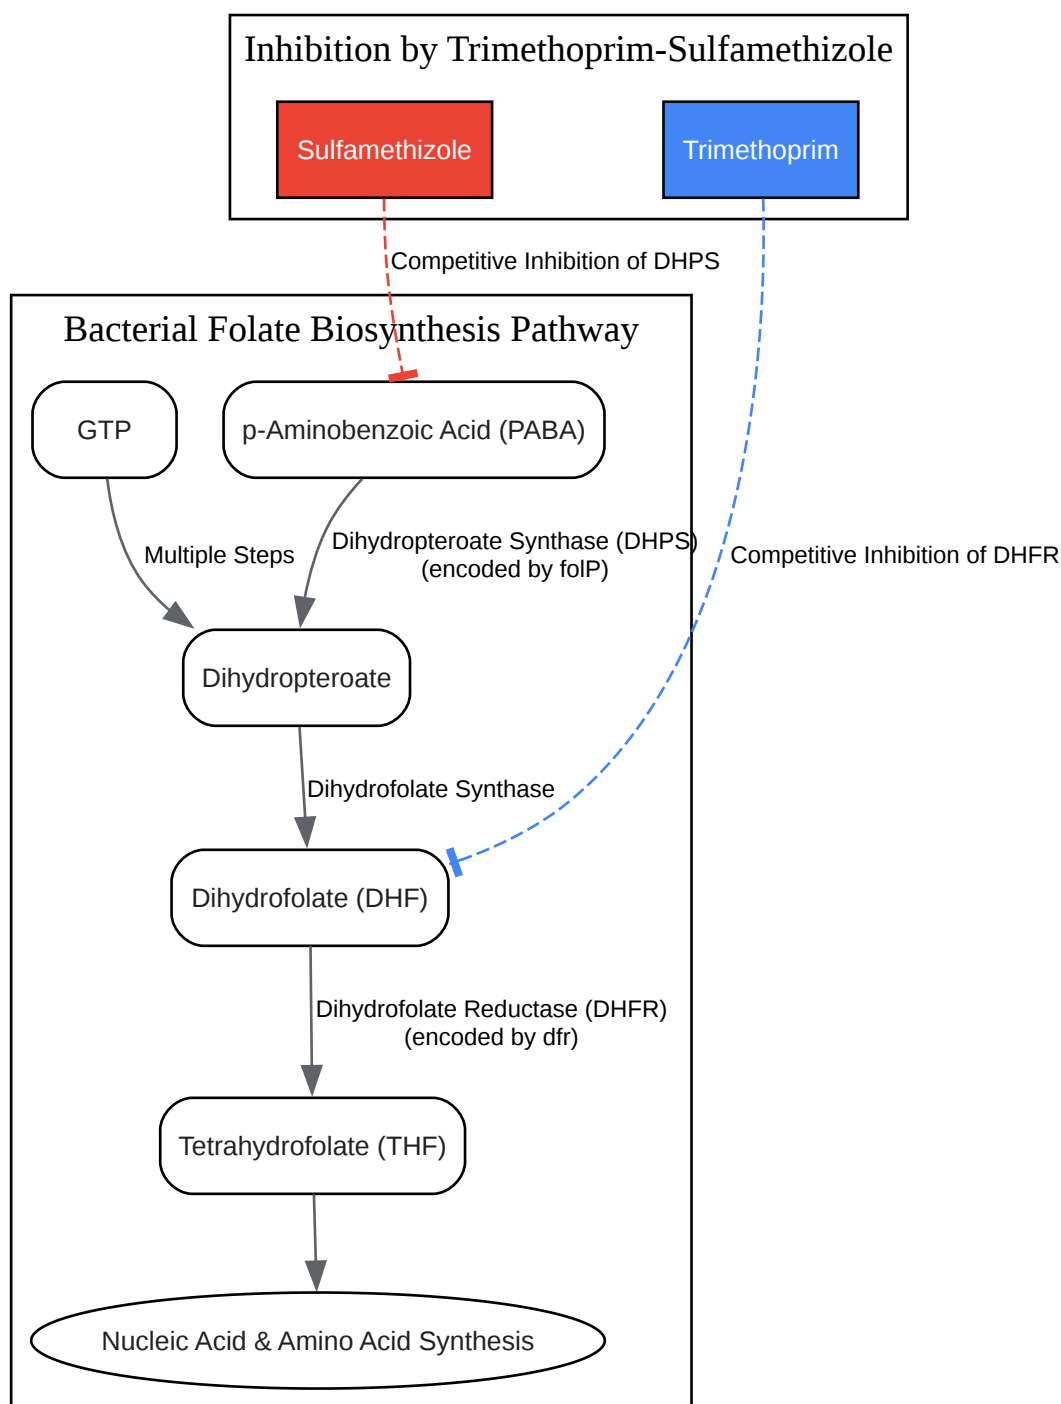 Inhibition by Trimethoprim-Sulfamethizole
Sulfamethizole
Trimethoprim
Competitive Inhibition of DHPS
Bacterial Folate Biosynthesis Pathway
GTP
p-Aminobenzoic Acid (PABA)
Multiple Steps
Dihydropteroate Synthase (DHPS)
(encoded by folP)
Competitive Inhibition of DHFR
Dihydropteroate
Dihydrofolate Synthase
Dihydrofolate (DHF)
Dihydrofolate Reductase (DHFR)
(encoded by dfr)
Tetrahydrofolate (THF)
Nucleic Acid & Amino Acid Synthesis